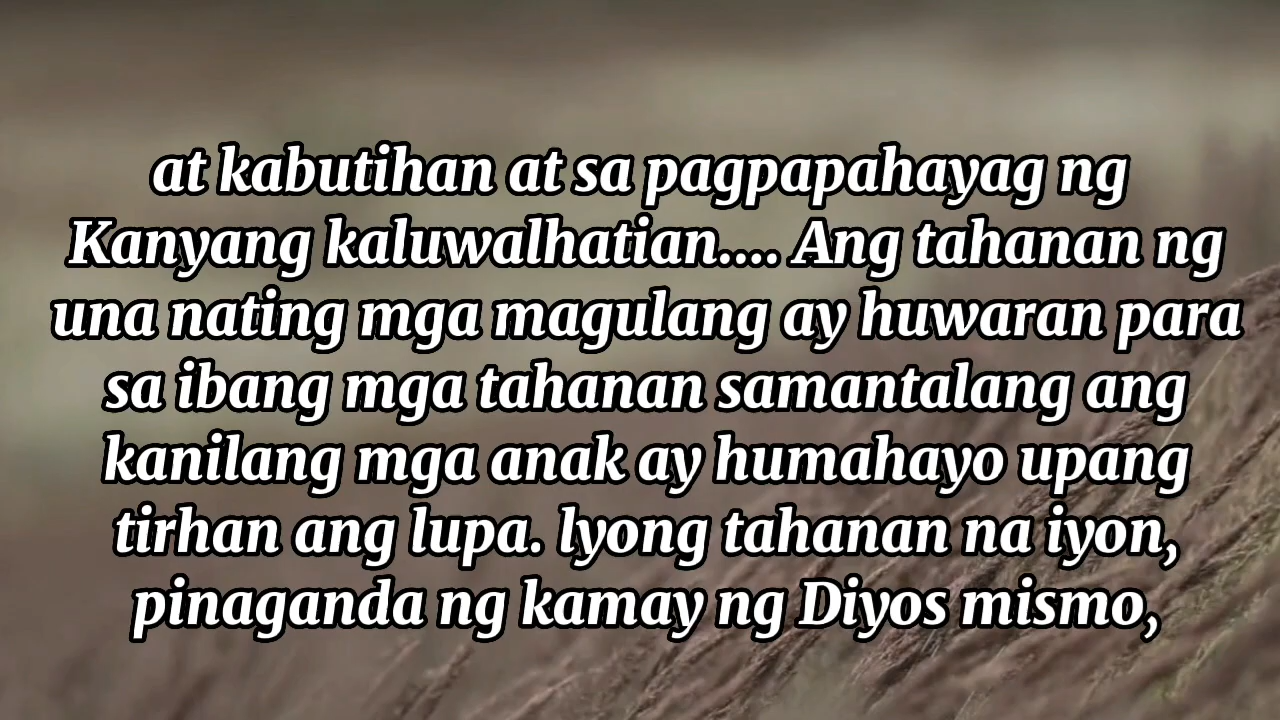 at kabutihan at sa pagpapahayag ng
Kanyang kaluwalhatian.... Ang tahanan ng
una nating mga magulang ay huwaran para
sa ibang mga tahanan samantalang ang
kanilang mga anak ay humahayo upang
tirhan ang lupa. lyong tahanan na iyon,
pinaganda ng kamay ng Diyos mismo,